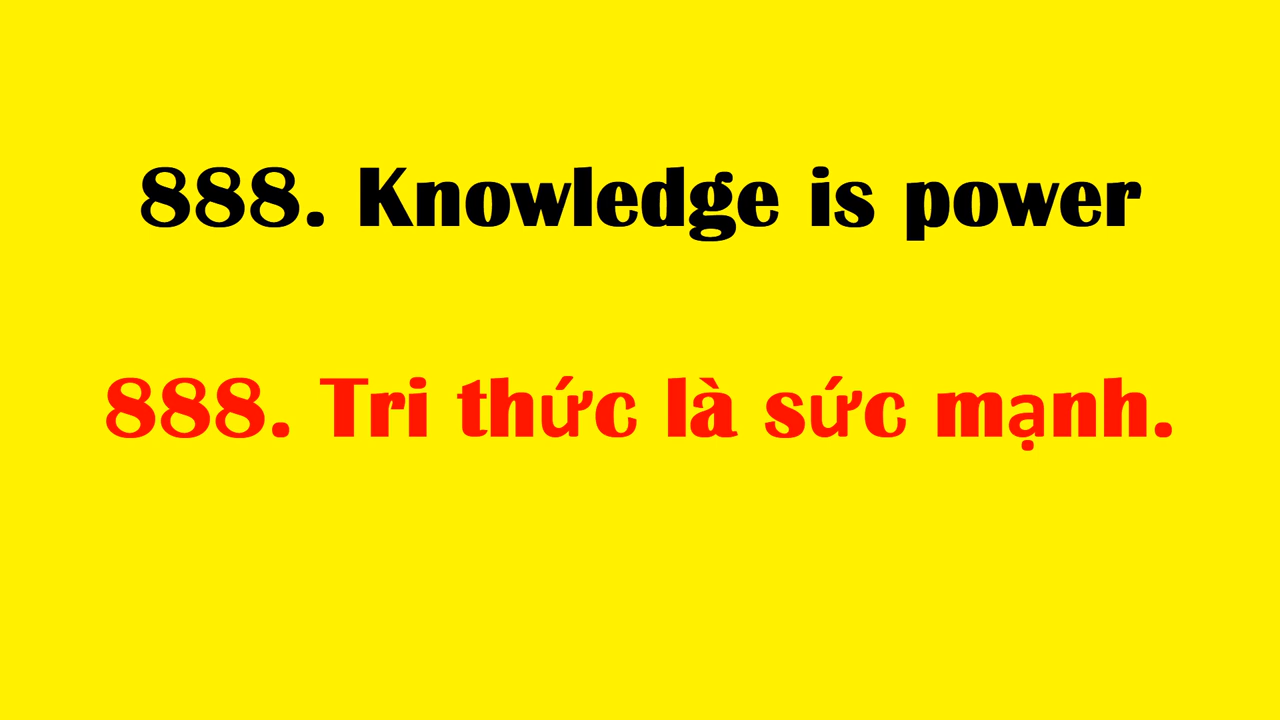 888. Knowledge is power
888. Tri thức là sức mạnh.